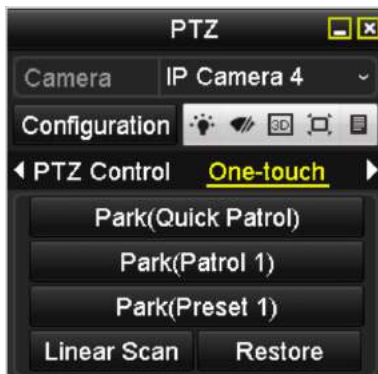 PTZ
Camera IP Camera 4
Configuration 3D
PTZ Control One-touch
Park(Quick Patrol)
Park(Patrol 1)
Park(Preset 1)
Linear Scan Restore